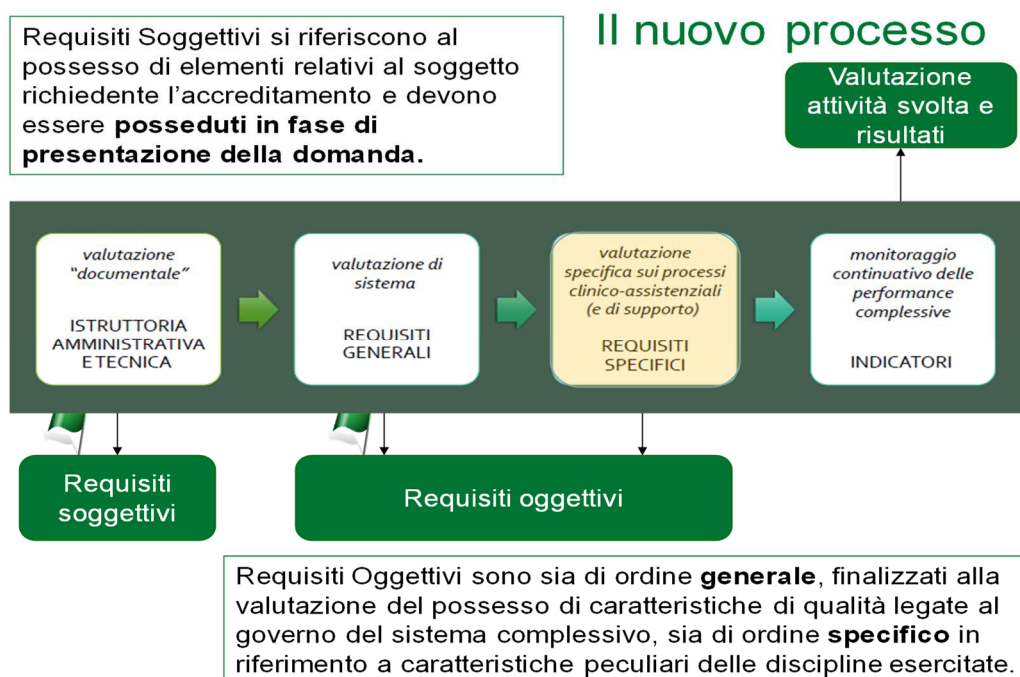 Il nuovo processo
Requisiti Soggettivi si riferiscono al
possesso di elementi relativi al soggetto
richiedente l'accreditamento e devono
essere posseduti in fase di
presentazione della domanda.
Valutazione
attività svolta e
risultati
valutazione
"documentale"
ISTRUTTORIA
AMMINISTRATIVA
E TECNICA
valutazione di
sistema
REQUISITI
GENERALI
valutazione
specifica sui processi
clinico-assistenziali
(e di supporto)
REQUISITI
SPECIFICI
monitoraggio
continuativo delle
performance
complessive
INDICATORI
Requisiti
soggettivi
Requisiti oggettivi
Requisiti Oggettivi sono sia di ordine generale, finalizzati alla
valutazione del possesso di caratteristiche di qualità legate al
governo del sistema complessivo, sia di ordine specifico in
riferimento a caratteristiche peculiari delle discipline esercitate.